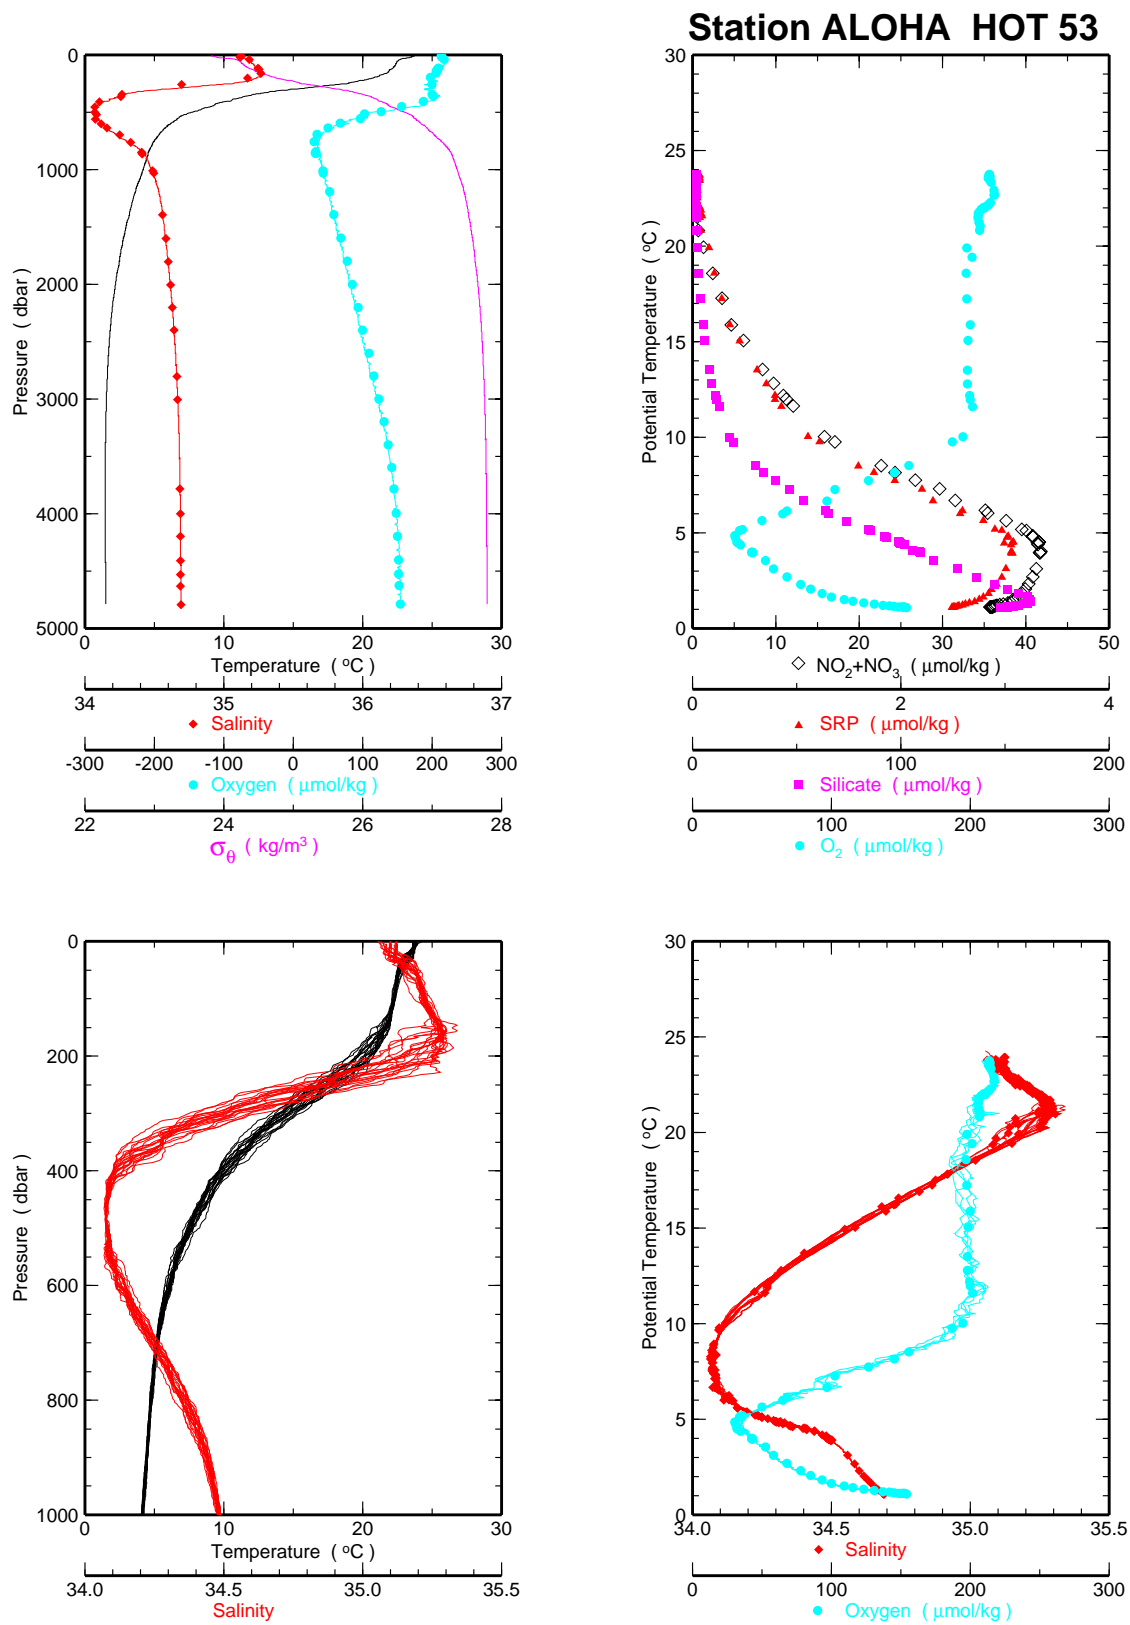 Station ALOHA HOT 53
0
1000
2000
3000
4000
5000
Pressure ( dbar)
0 10 20 30
Temperature ( °C)
34 35 36 37
Salinity
-300 -200 -100 0 100 200 300
Oxygen ( μmol/kg )
22 24 26 28
σθ ( kg/m³)
30
25
20
15
10
5
0
Potential Temperature ( °C)
0 10 20 30 40 50
NO₂+NO₃ ( μmol/kg)
0 2 4
SRP ( μmol/kg)
0 100 200
Silicate ( μmol/kg )
0 100 200 300
O₂ ( μmol/kg)
0
200
400
600
800
1000
Pressure ( dbar)
0 10 20 30
Temperature ( °C)
34.0 34.5 35.0 35.5
Salinity
30
25
20
15
10
5
0
Potential Temperature ( °C)
34.0 34.5 35.0 35.5
Salinity
0 100 200 300
Oxygen ( μmol/kg)